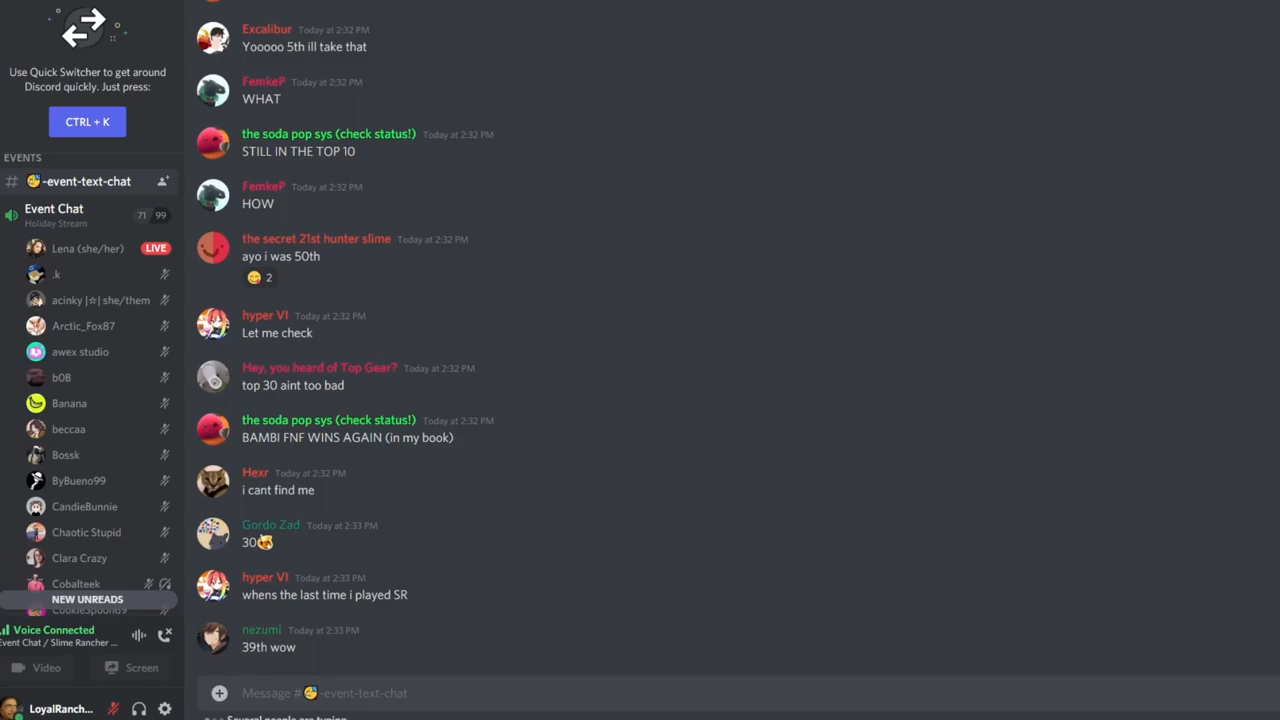 Use Quick Switcher to get around
Discord quickly. Just press:
CTRL + K
EVENTS
-event-text-chat
Event Chat
71 99
Holiday Stream
Lena (she/her) LIVE
.k
acinky |☆| she/them
Arctic_Fox87
awex studio
b0B
Banana
beccaa
Bossk
ByBueno99
CandieBunnie
Chaotic Stupid
Clara Crazy
Cobalteek
NEW UNREADS
Voice Connected
Event Chat / Slime Rancher ...
Video
Screen
LoyalRanch...
Excalibur Today at 2:32 PM
Yooooo 5th ill take that
FemkeP Today at 2:32 PM
WHAT
the soda pop sys (check status!) Today at 2:32 PM
STILL IN THE TOP 10
FemkeP Today at 2:32 PM
HOW
the secret 21st hunter slime Today at 2:32 PM
ayo i was 50th
😋 2
hyper VI Today at 2:32 PM
Let me check
Hey, you heard of Top Gear? Today at 2:32 PM
top 30 aint too bad
the soda pop sys (check status!) Today at 2:32 PM
BAMBI FNF WINS AGAIN (in my book)
Hexr Today at 2:32 PM
i cant find me
Gordo Zad Today at 2:33 PM
30
hyper VI Today at 2:33 PM
whens the last time i played SR
nezumi Today at 2:33 PM
39th wow
Message # -event-text-chat
Several people are typing